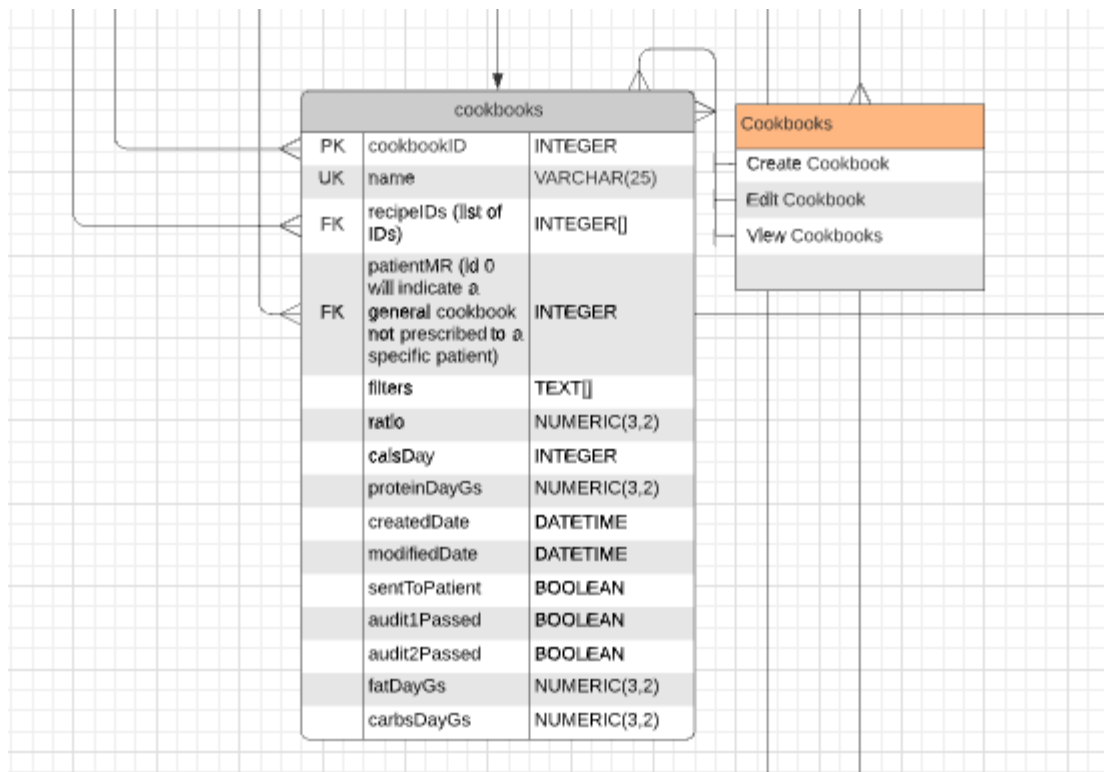 cookbooks
PK cookbookID INTEGER
UK name VARCHAR(25)
FK recipeIDs (list of
IDs) INTEGER[]
FK patientMR (id 0
will indicate a
general cookbook
not prescribed to a
specific patient) INTEGER
filters TEXT[]
ratio NUMERIC(3,2)
calsDay INTEGER
proteinDayGs NUMERIC(3,2)
createdDate DATETIME
modifiedDate DATETIME
sentToPatient BOOLEAN
audit1Passed BOOLEAN
audit2Passed BOOLEAN
fatDayGs NUMERIC(3,2)
carbsDayGs NUMERIC(3,2)
Cookbooks
Create Cookbook
Edit Cookbook
View Cookbooks